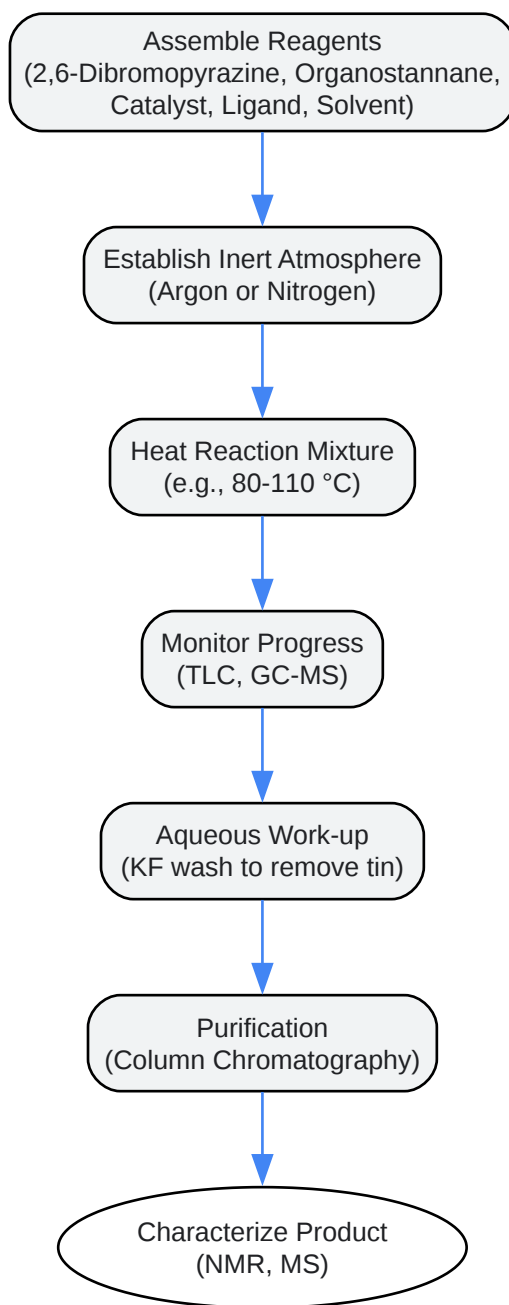 Assemble Reagents
(2,6-Dibromopyrazine, Organostannane,
Catalyst, Ligand, Solvent)
Establish Inert Atmosphere
(Argon or Nitrogen)
Heat Reaction Mixture
(e.g., 80-110 °C)
Monitor Progress
(TLC, GC-MS)
Aqueous Work-up
(KF wash to remove tin)
Purification
(Column Chromatography)
Characterize Product
(NMR, MS)